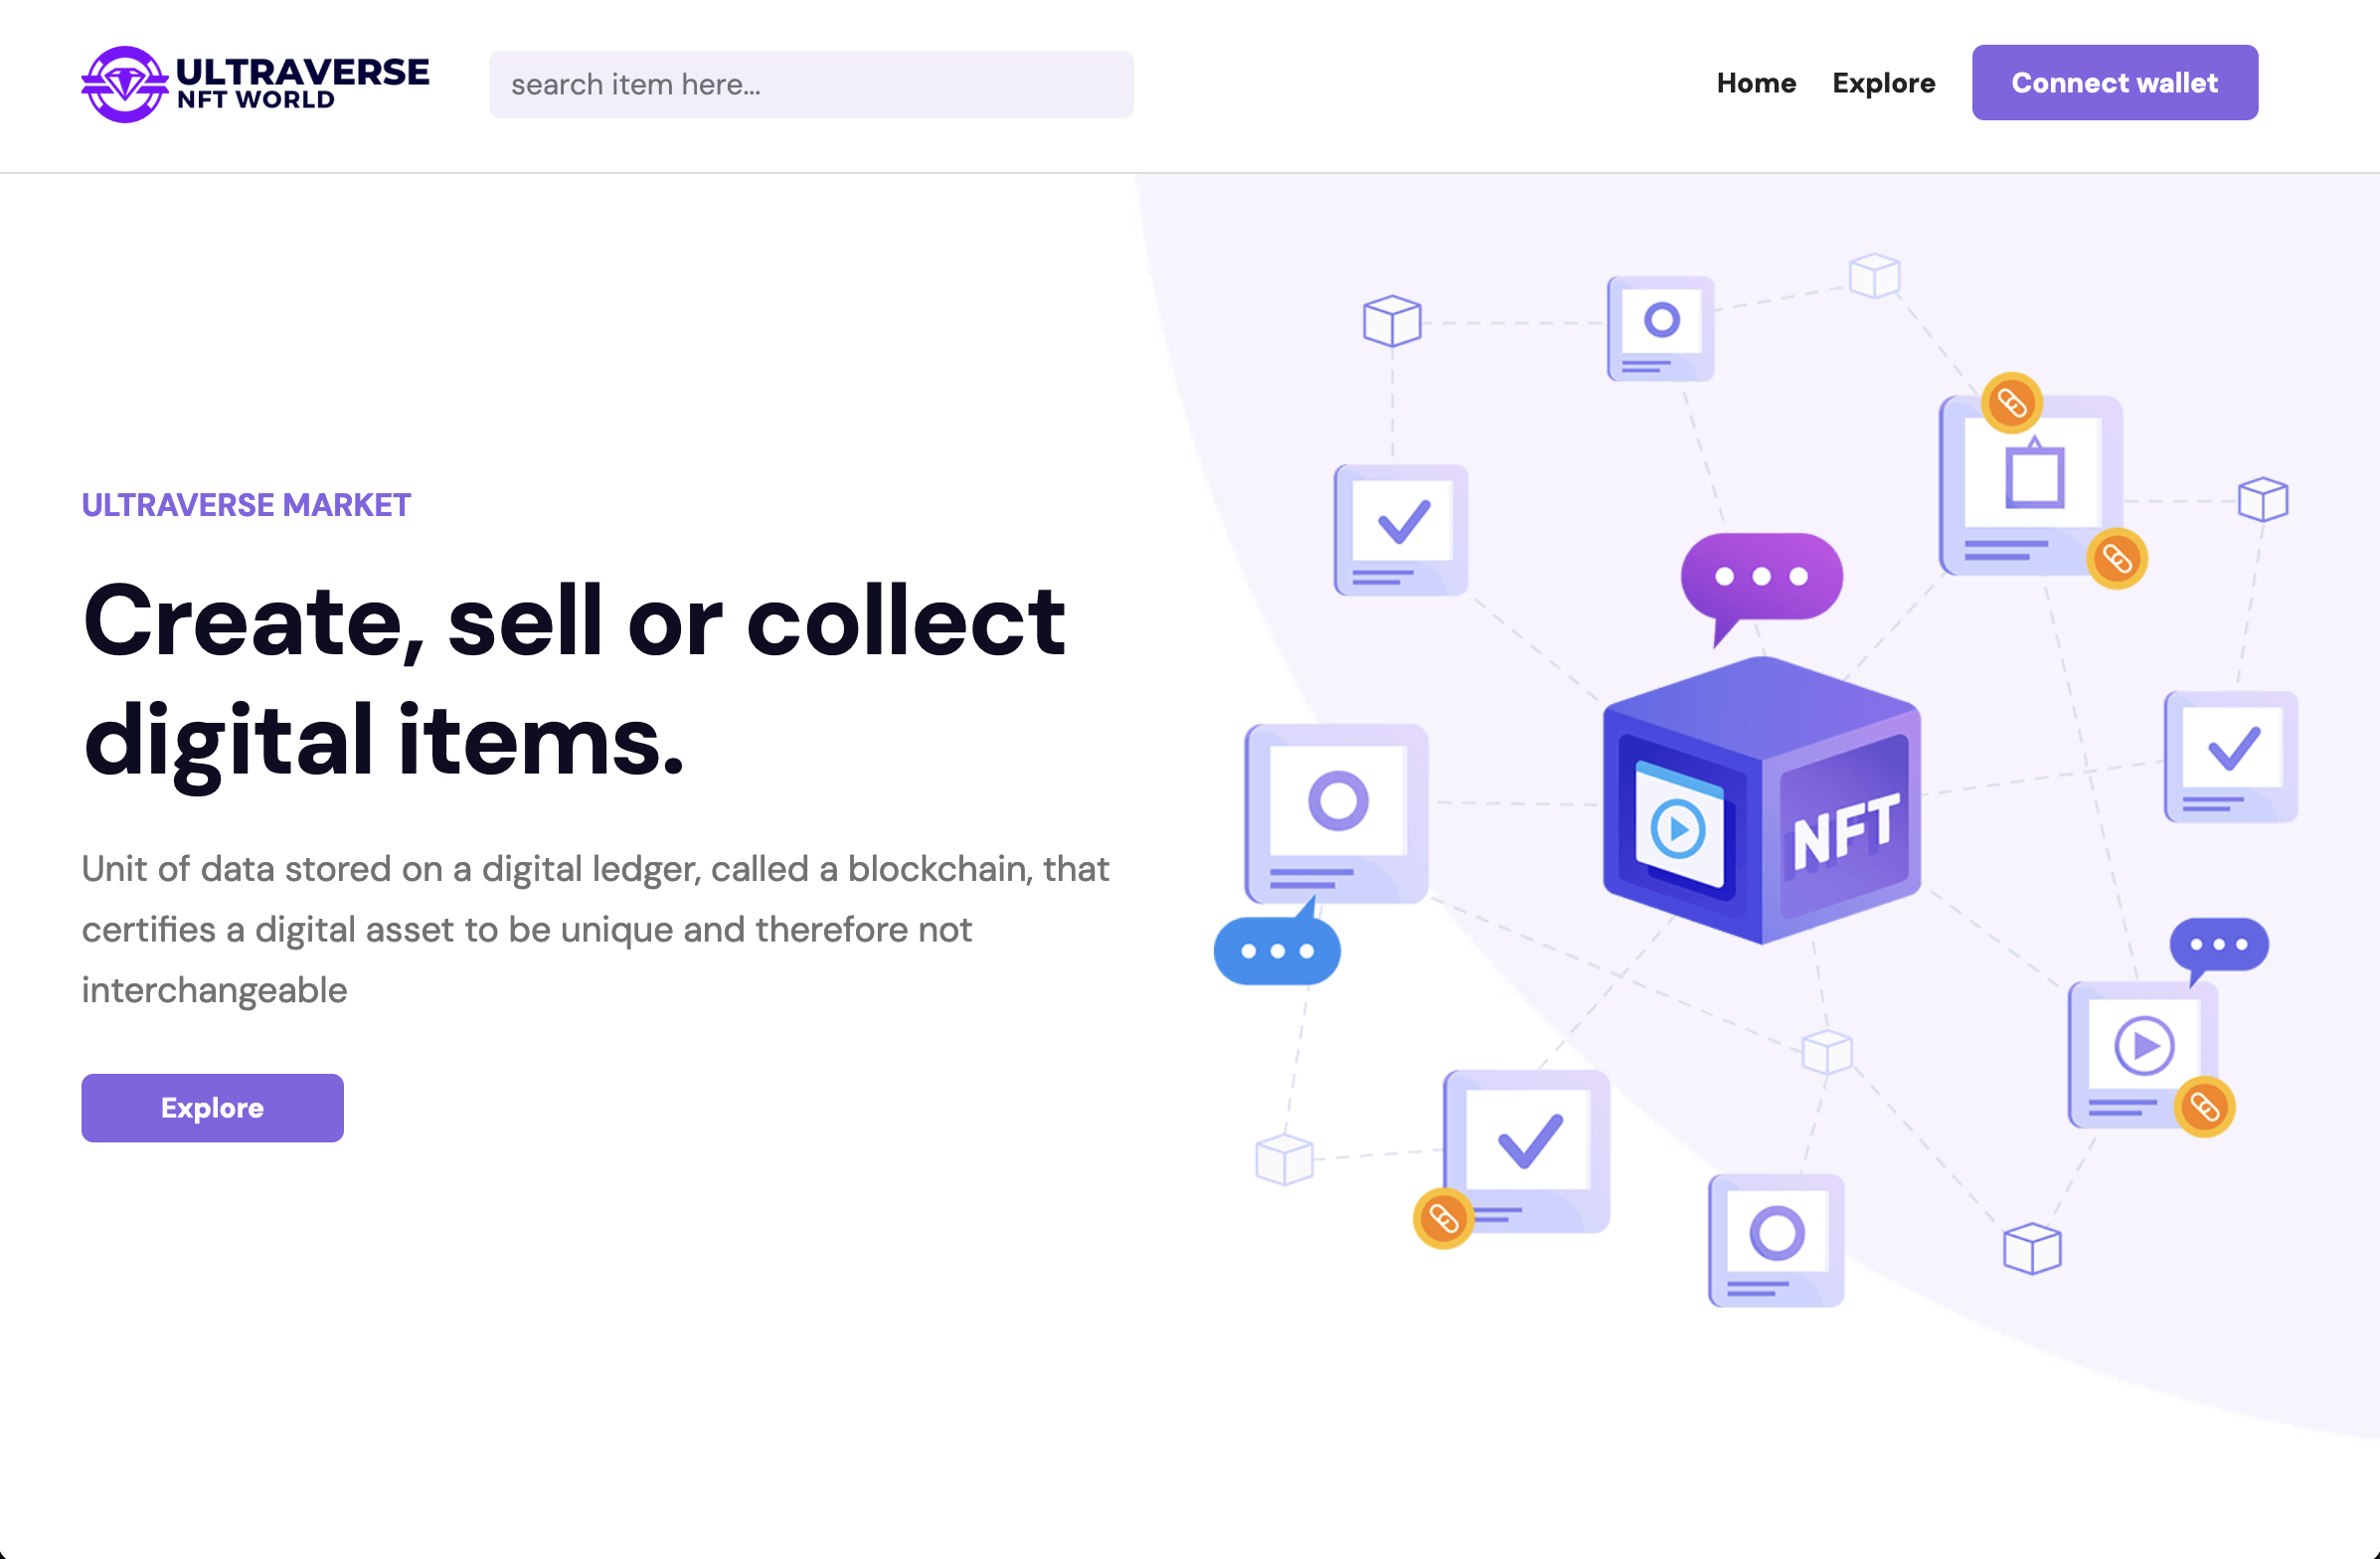 ULTRAVERSE
NFT WORLD
search item here...
Home
Explore
Connect wallet
ULTRAVERSE MARKET
Create, sell or collect
digital items.
Unit of data stored on a digital ledger, called a blockchain, that
certifies a digital asset to be unique and therefore not
interchangeable
Explore
NFT